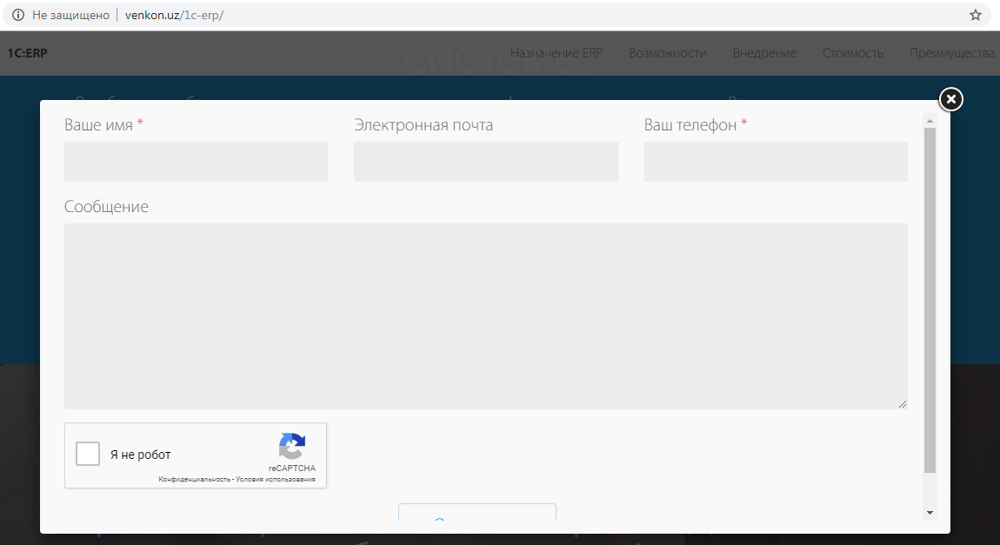 Не защищено venkon.uz/1c-erp/
1C:ERP Назначение ERP Возможности Внедрение Стоимость Преимущества
СИСТЕМЕ.
Ваше имя * Электронная почта Ваш телефон *
Сообщение
Я не робот
reCAPTCHA
Конфиденциальность - Условия использования